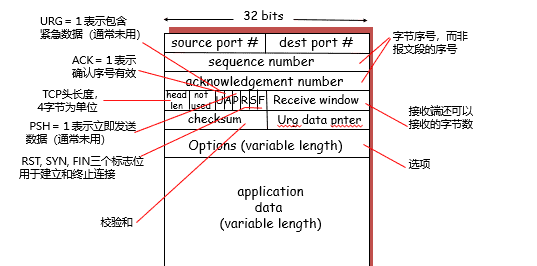 32 bits
URG = 1 表示包含
紧急数据（通常未用）
source port #
dest port #
字节序号，而非
报文段的序号
sequence number
ACK = 1 表示
确认序号有效
acknowledgement number
TCP头长度，
4字节为单位
head
len
not
used
U
A
P
R
S
F
Receive window
接收端还可以
接收的字节数
PSH = 1 表示立即发送
数据（通常未用）
checksum
Urg data pnter
RST, SYN, FIN三个标志位
用于建立和终止连接
Options (variable length)
选项
校验和
application
data
(variable length)